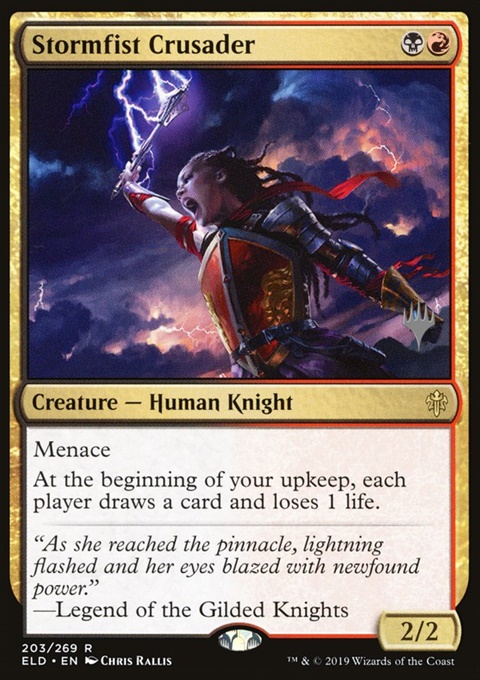 Stormfist Crusader
Creature — Human Knight
Menace
At the beginning of your upkeep, each
player draws a card and loses 1 life.
“As she reached the pinnacle, lightning
flashed and her eyes blazed with newfound
power.”
—Legend of the Gilded Knights
2/2
203/269 R
ELD • EN Chris Rallis
™ & © 2019 Wizards of the Coast